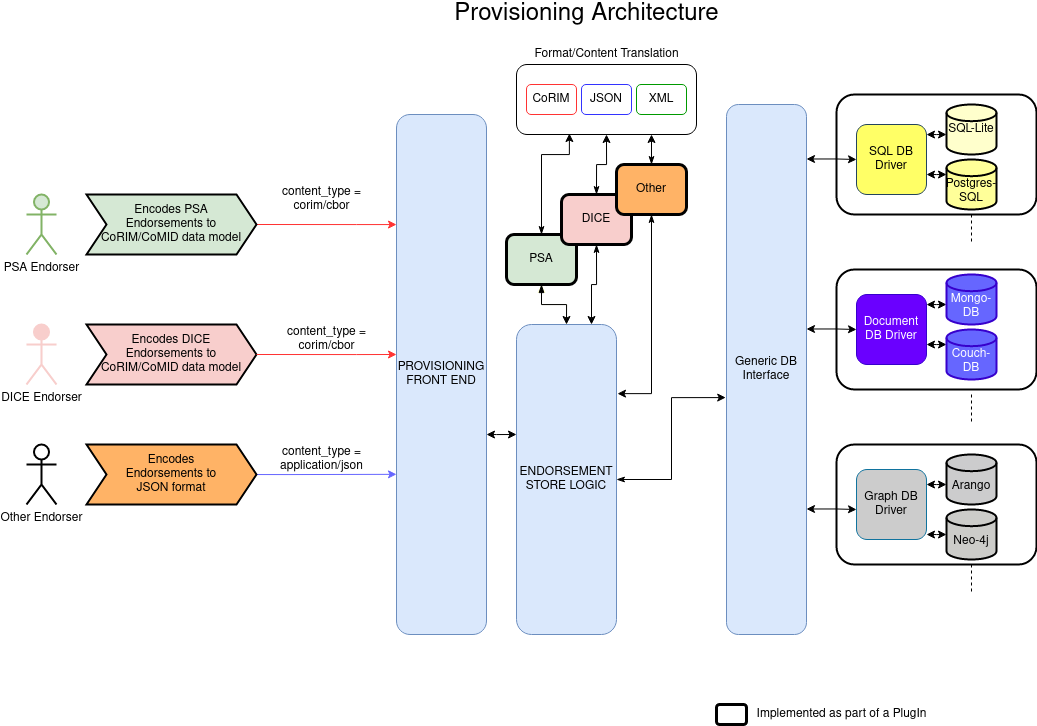 Provisioning Architecture
Format/Content Translation
CoRIM
JSON
XML
PSA Endorser
Encodes PSA
Endorsements to
CoRIM/CoMID data model
content_type =
corim/cbor
DICE Endorser
Encodes DICE
Endorsements to
CoRIM/CoMID data model
content_type =
corim/cbor
Other Endorser
Encodes
Endorsements to
JSON format
content_type =
application/json
PROVISIONING
FRONT END
Other
DICE
PSA
ENDORSEMENT
STORE LOGIC
Generic DB
Interface
SQL DB
Driver
SQL-Lite
Postgres-
SQL
Document
DB Driver
Mongo-
DB
Couch-
DB
Graph DB
Driver
Arango
Neo-4j
Implemented as part of a PlugIn